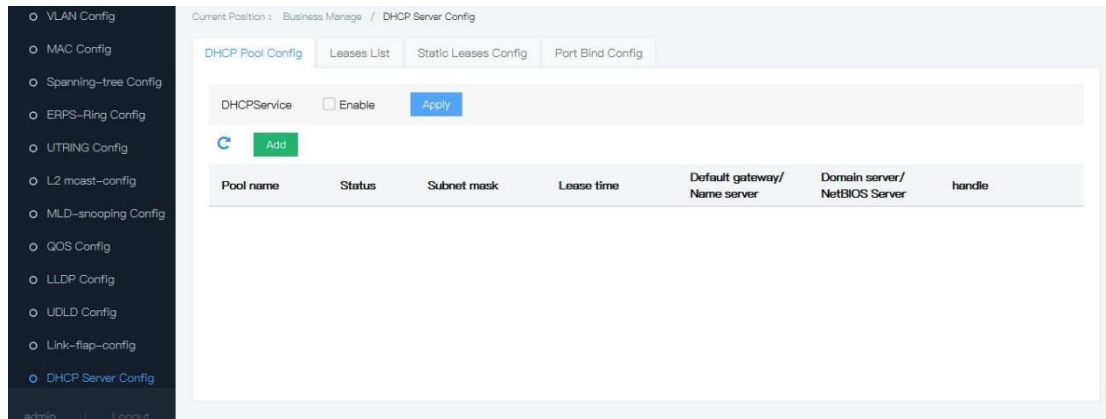 VLAN Config
MAC Config
Spanning-tree Config
ERPS-Ring Config
UTRING Config
L2 mcast-config
MLD-snooping Config
QOS Config
LLDP Config
UDLD Config
Link-flap-config
DHCP Server Config
admin | Logout
Current Position : Business Manage / DHCP Server Config
DHCP Pool Config Leases List Static Leases Config Port Bind Config
DHCPService Enable Apply
Add
Pool name Status Subnet mask Lease time Default gateway/ Domain server/ handle
Name server NetBIOS Server